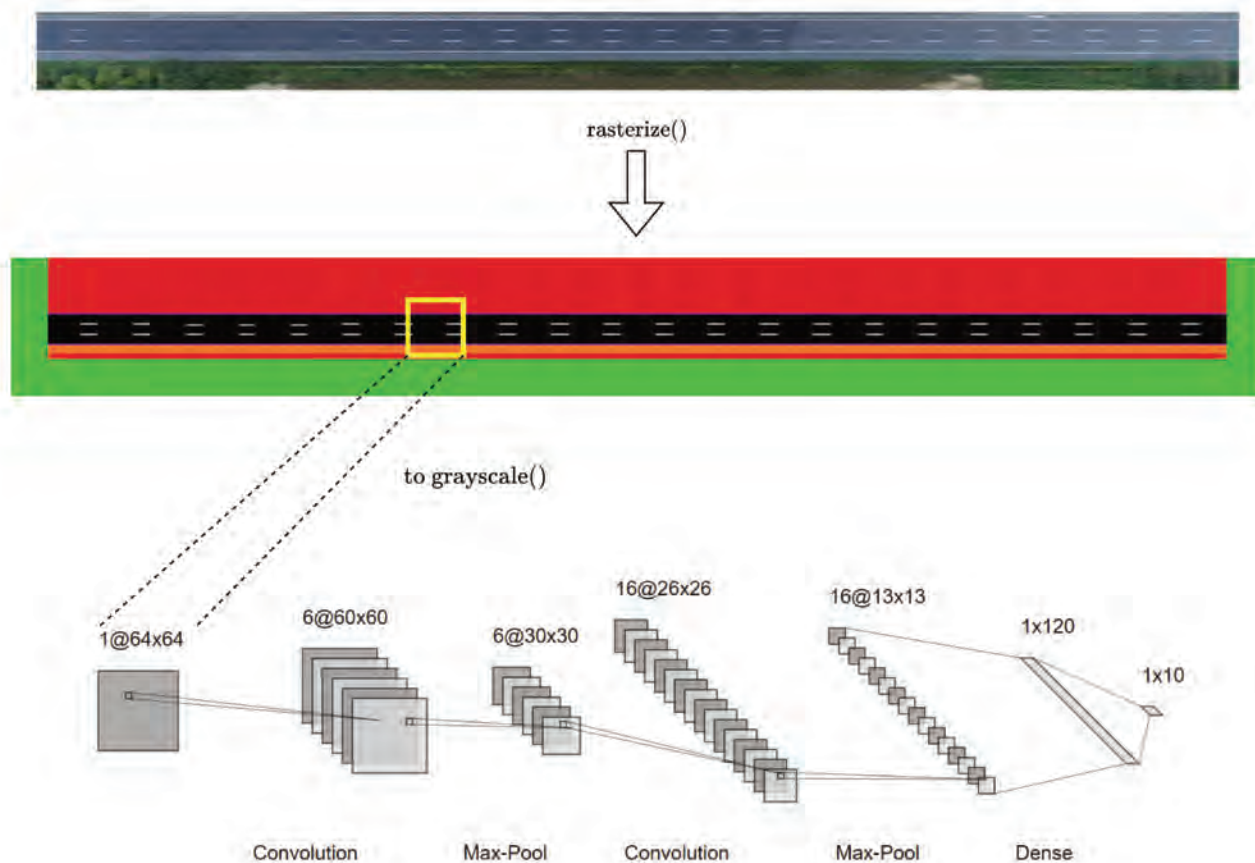 rasterize()
to grayscale()
1@64x64
6@60x60
6@30x30
16@26x26
16@13x13
1x120
1x10
Convolution
Max-Pool
Convolution
Max-Pool
Dense